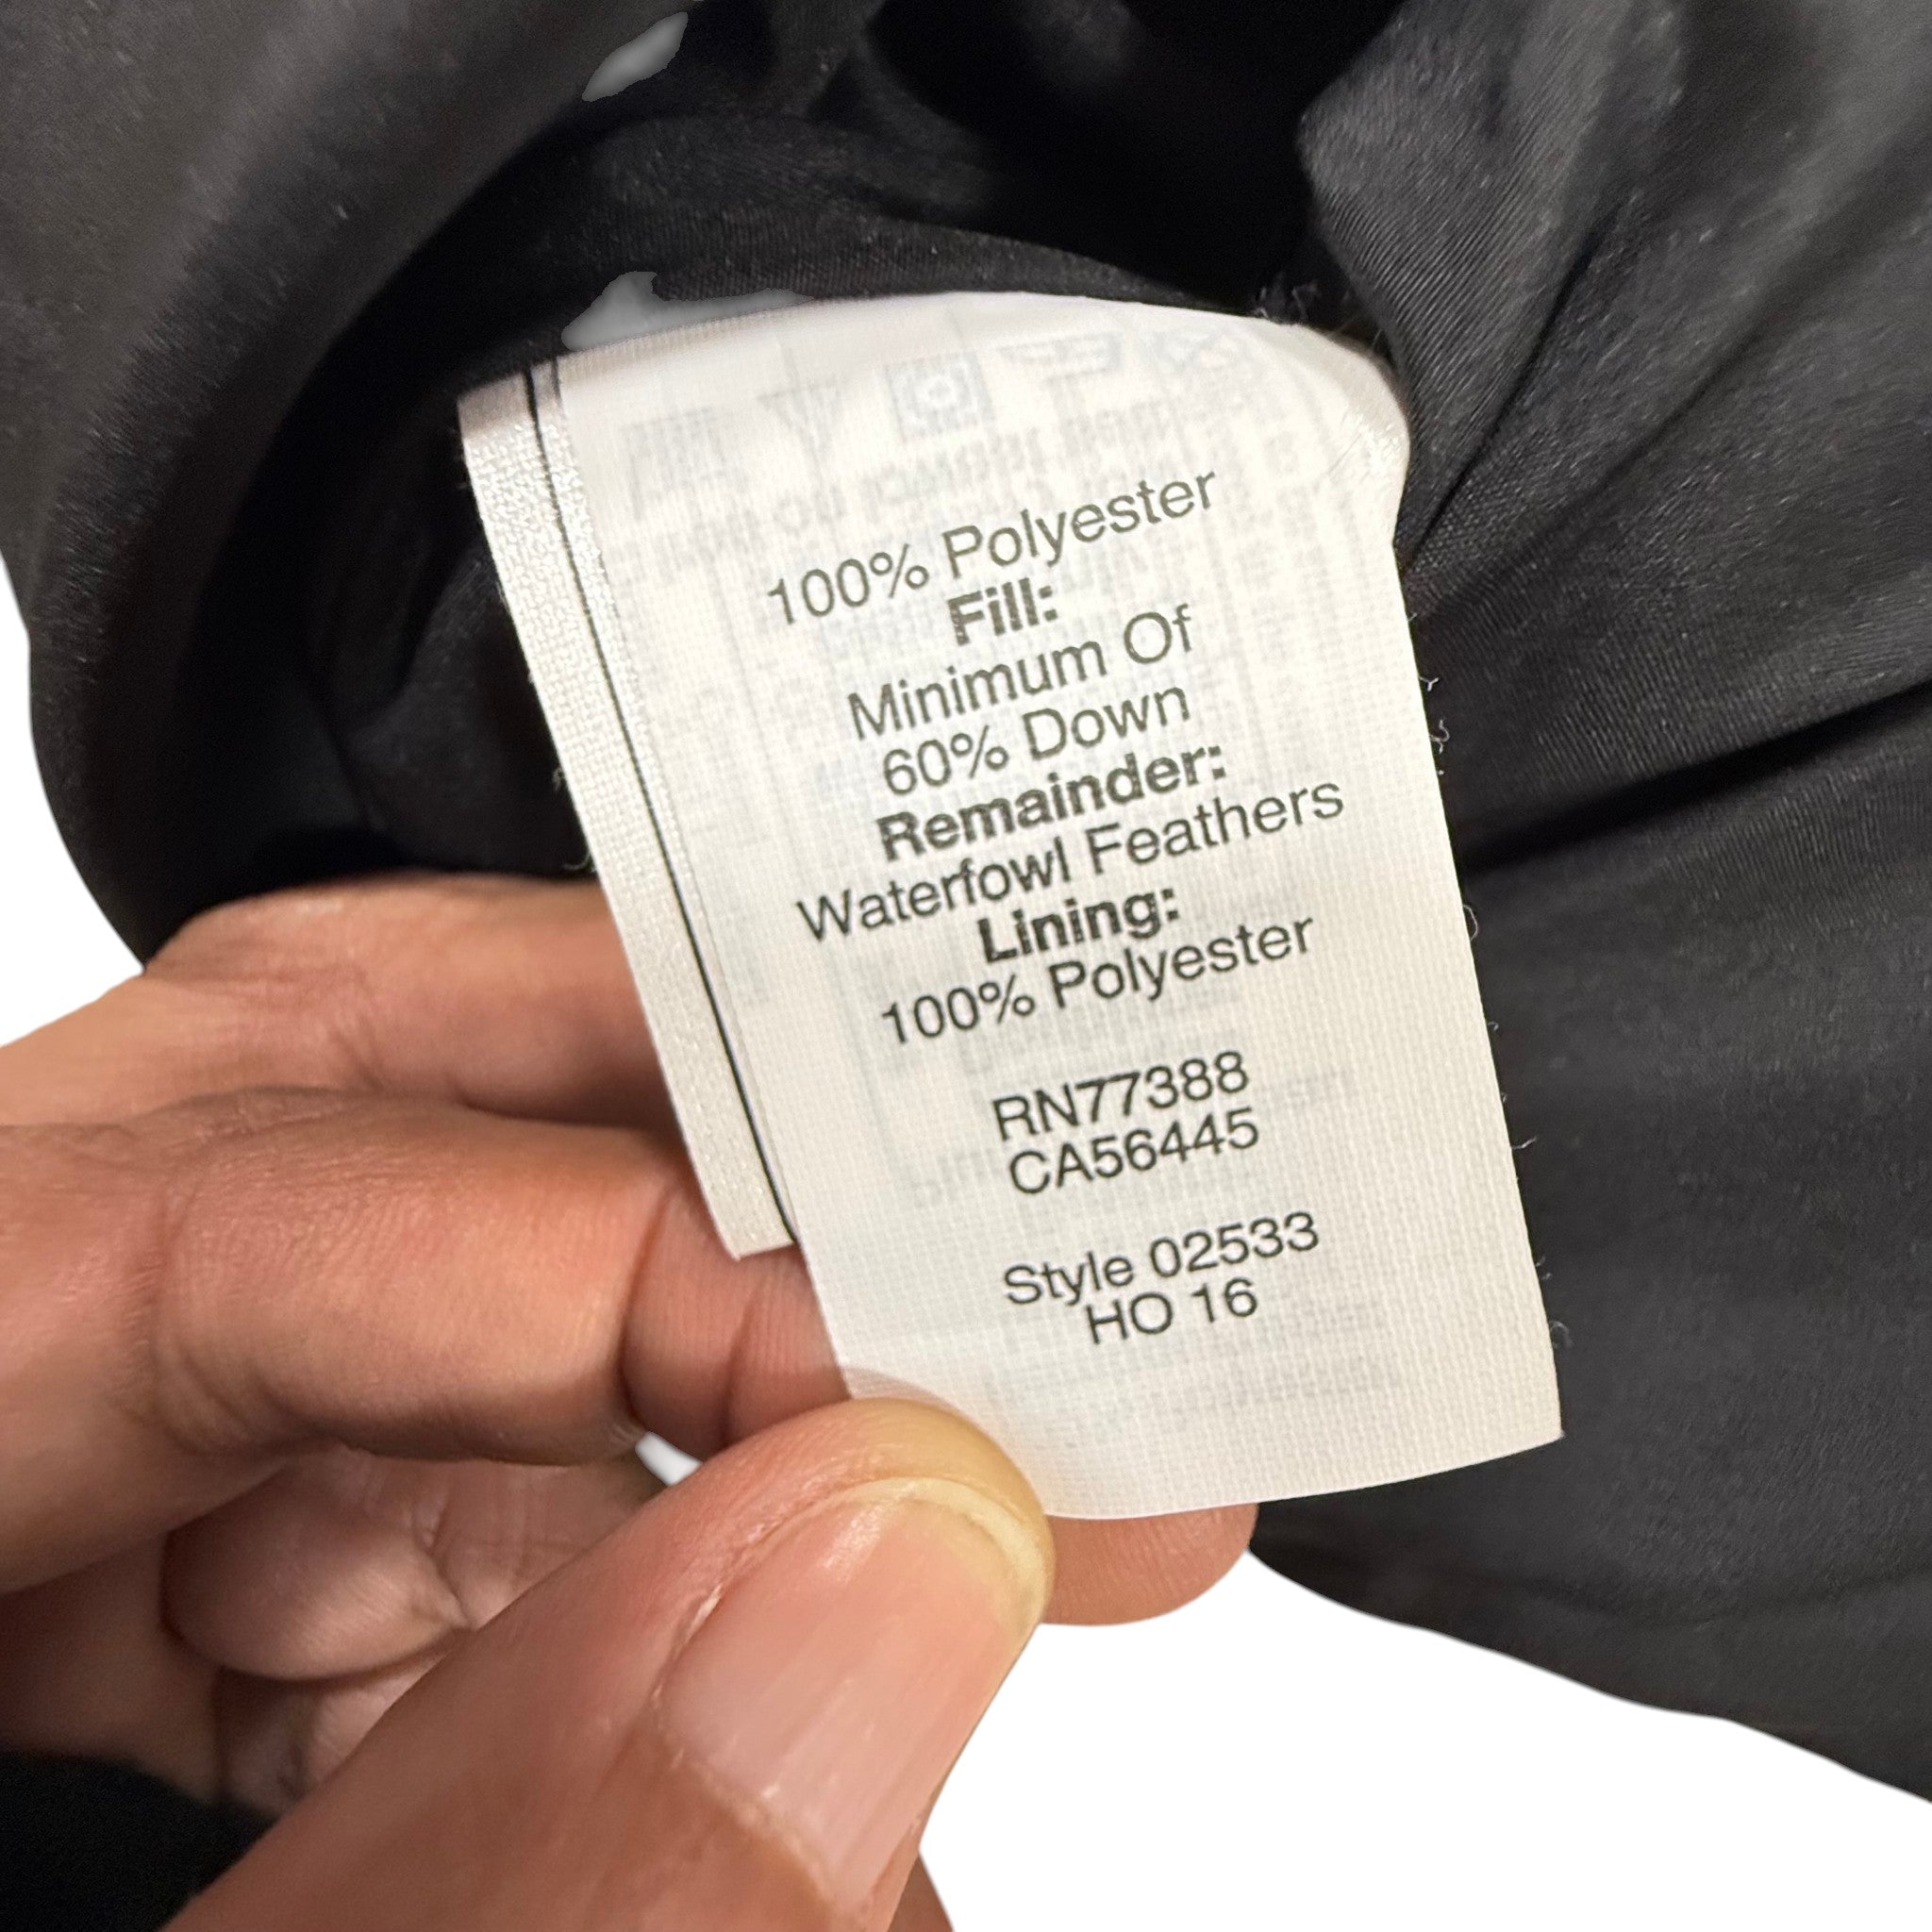 100% Polyester
Fill:
Minimum Of
60% Down
Remainder:
Waterfowl Feathers
Lining:
100% Polyester
RN77388
CA56445
Style 02533
HO 16